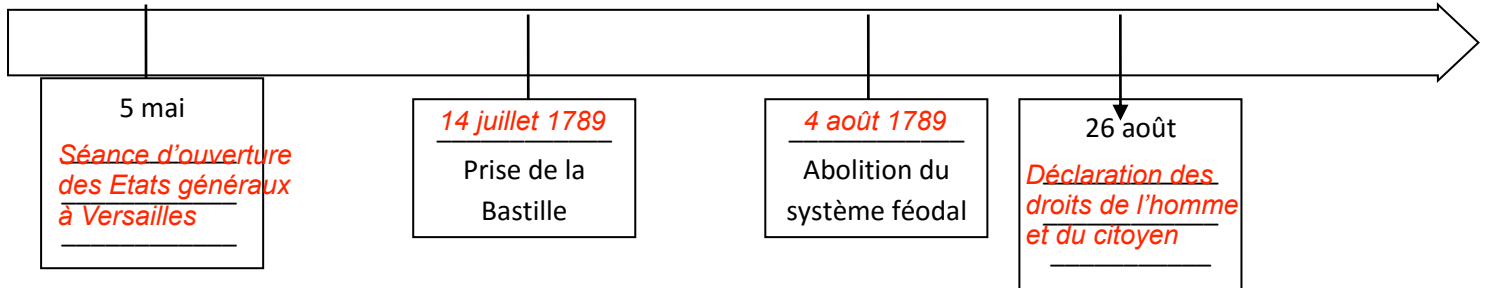 5 mai
Séance d’ouverture
des Etats généraux
à Versailles
14 juillet 1789
Prise de la
Bastille
4 août 1789
Abolition du
système féodal
26 août
Déclaration des
droits de l’homme
et du citoyen